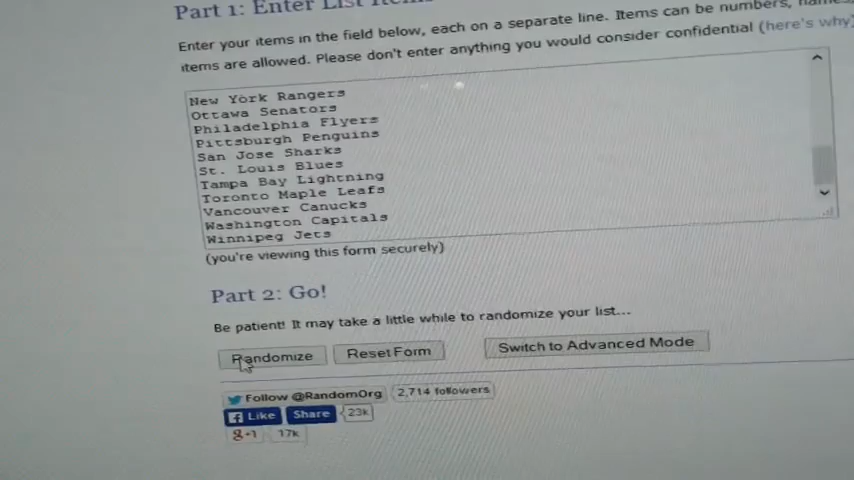 Part 1: Enter List Items
Enter your items in the field below, each on a separate line. Items can be numbers, names,
items are allowed. Please don't enter anything you would consider confidential (here's why)
New York Rangers
Ottawa Senators
Philadelphia Flyers
Pittsburgh Penguins
San Jose Sharks
St. Louis Blues
Tampa Bay Lightning
Toronto Maple Leafs
Vancouver Canucks
Washington Capitals
Winnipeg Jets
(you're viewing this form securely)
Part 2: Go!
Be patient! It may take a little while to randomize your list...
Randomize Reset Form Switch to Advanced Mode
Follow @RandomOrg 2,714 followers
Like Share 23k
g+1 17k